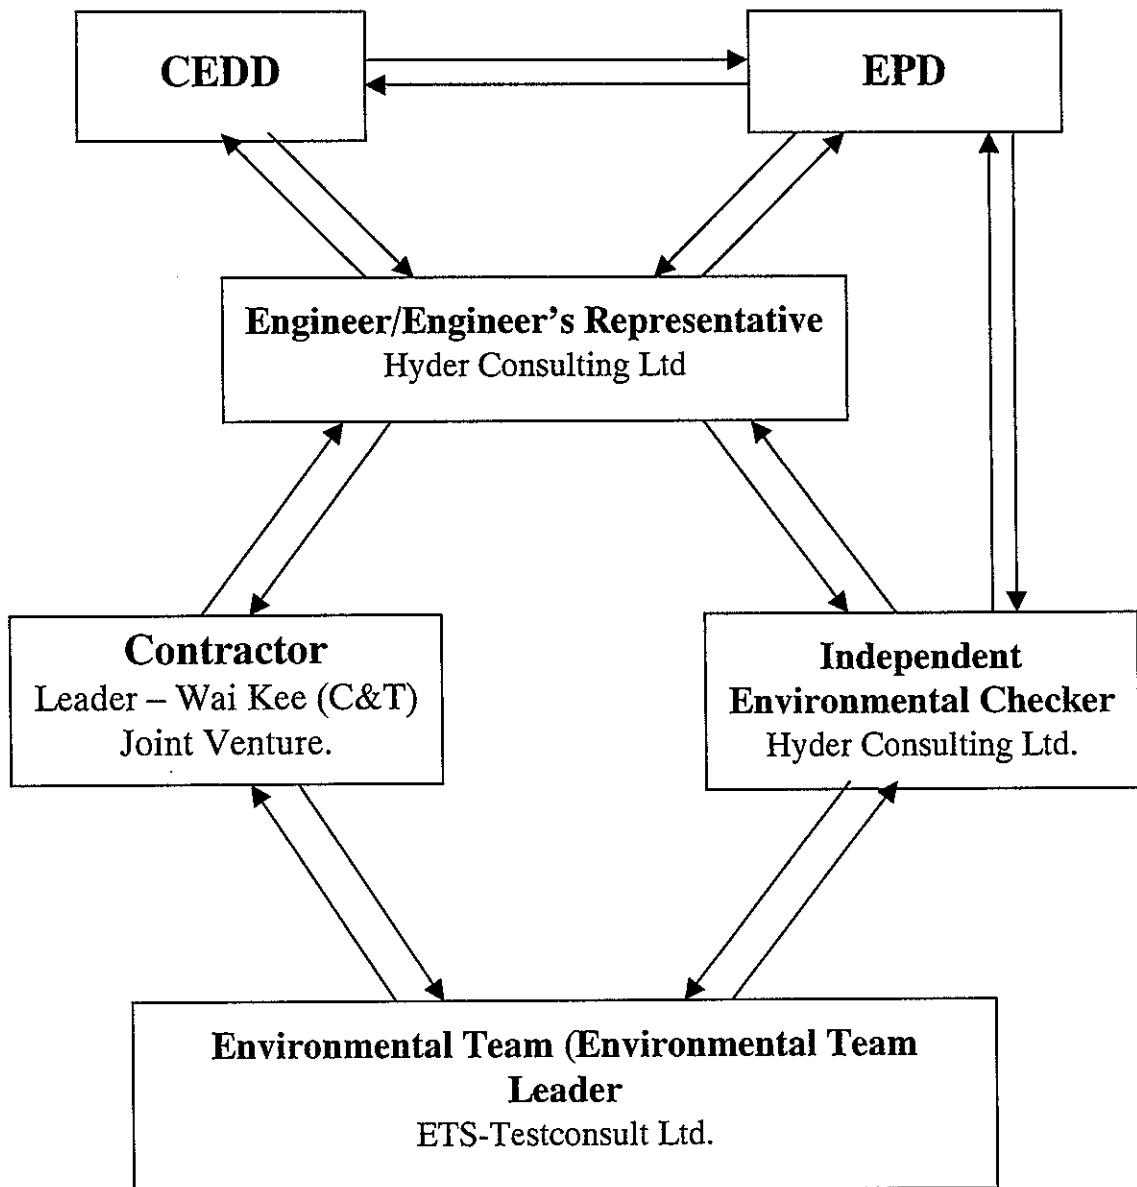 CEDD
EPD
Engineer/Engineer's Representative
Hyder Consulting Ltd
Contractor
Leader – Wai Kee (C&T)
Joint Venture.
Independent
Environmental Checker
Hyder Consulting Ltd.
Environmental Team (Environmental Team
Leader
ETS-Testconsult Ltd.